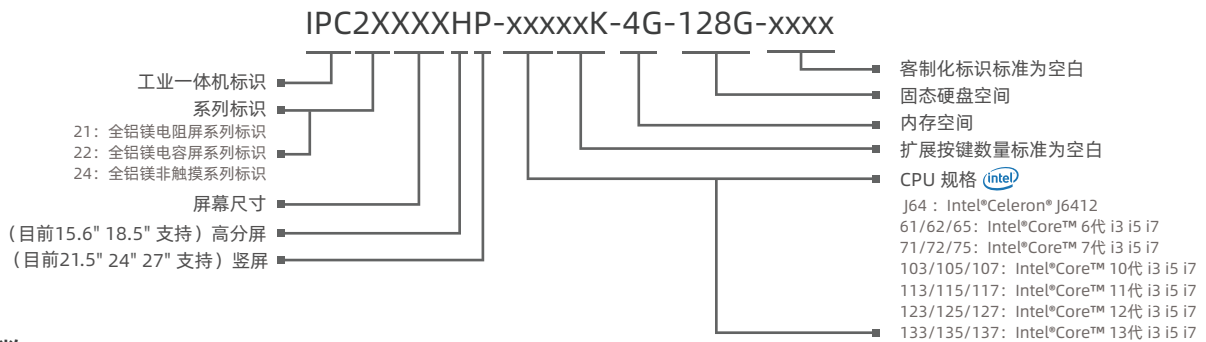 IPC2XXXXHP-xxxxxK-4G-128G-xxxx
工业一体机标识
系列标识
21：全铝镁电阻屏系列标识
22：全铝镁电容屏系列标识
24：全铝镁非触摸系列标识
屏幕尺寸
（目前15.6" 18.5" 支持）高分屏
（目前21.5" 24" 27" 支持）竖屏
客制化标识标准为空白
固态硬盘空间
内存空间
扩展按键数量标准为空白
CPU 规格 intel
J64： Intel®Celeron® J6412
61/62/65：Intel®Core™ 6代 i3 i5 i7
71/72/75：Intel®Core™ 7代 i3 i5 i7
103/105/107：Intel®Core™ 10代 i3 i5 i7
113/115/117：Intel®Core™ 11代 i3 i5 i7
123/125/127：Intel®Core™ 12代 i3 i5 i7
133/135/137：Intel®Core™ 13代 i3 i5 i7